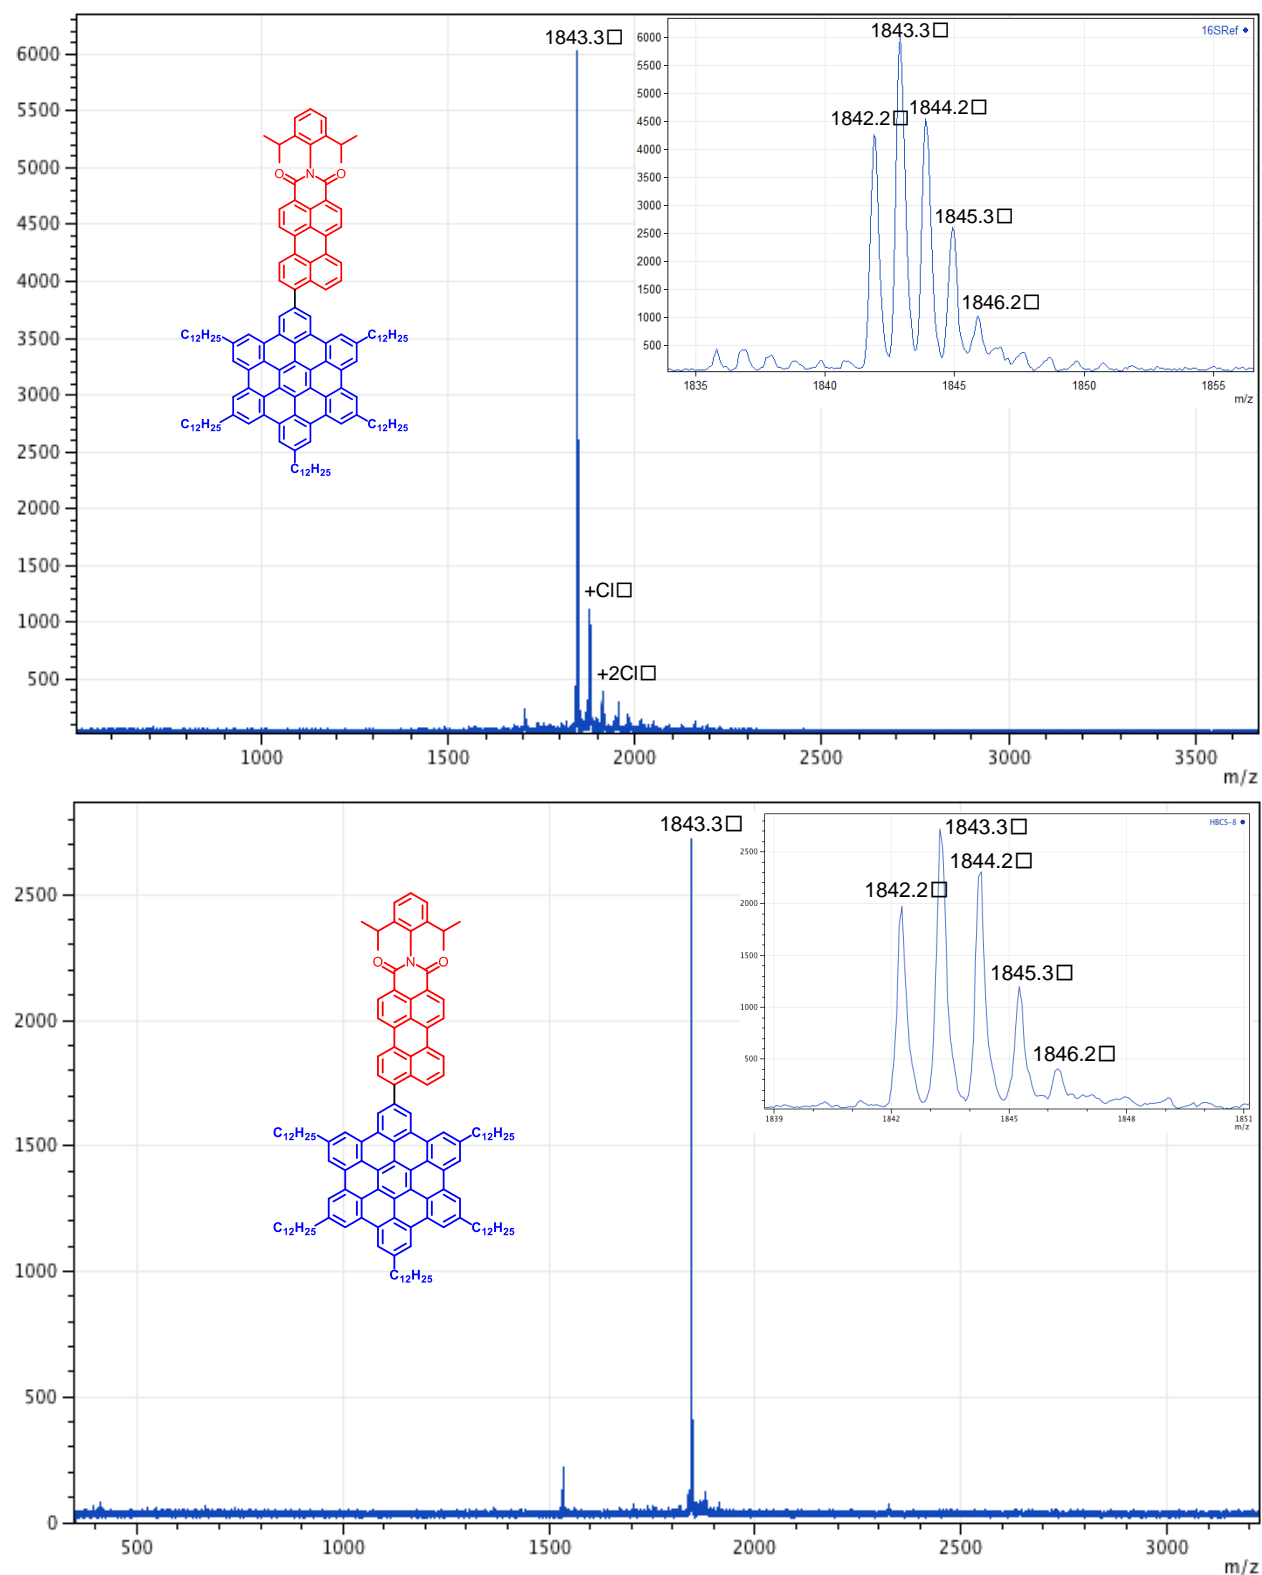 1843.3□
6000
5500
5000
4500
4000
3500
3000
2500
2000
1500
1000
500
1000 1500 2000 2500 3000 3500
m/z
+Cl□
+2Cl□
O N O
C12H25 C12H25
C12H25 C12H25
C12H25
16SRef
1843.3□
1842.2□ 1844.2□
1845.3□
1846.2□
6000
5500
5000
4500
4000
3500
3000
2500
2000
1500
1000
500
1835 1840 1845 1850 1855
m/z
1843.3□
2500
2000
1500
1000
500
0
500 1000 1500 2000 2500 3000
m/z
O N O
C12H25 C12H25
C12H25 C12H25
C12H25
HBCS-8
1843.3□
1844.2□
1842.2□
1845.3□
1846.2□
2500
2000
1500
1000
500
1839 1842 1845 1848 1851
m/z